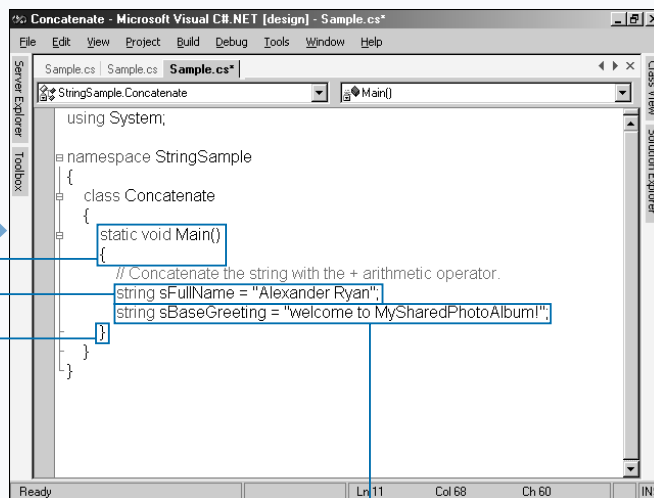 Concatenate - Microsoft Visual C#.NET [design] - Sample.cs*
File Edit View Project Build Debug Tools Window Help
Sample.cs Sample.cs Sample.cs*
StringSample.Concatenate Main()
Server Explorer
Toolbox
Class View
Solution Explorer
using System;
namespace StringSample
{
class Concatenate
{
static void Main()
{
// Concatenate the string with the + arithmetic operator.
string sFullName = "Alexander Ryan";
string sBaseGreeting = "welcome to MySharedPhotoAlbum!";
}
}
}
Ready Ln 11 Col 68 Ch 60 IN